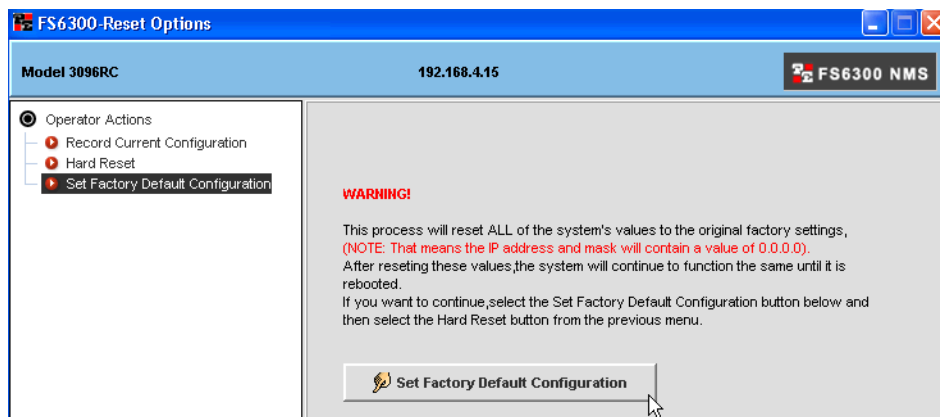 FS6300-Reset Options
Model 3096RC
192.168.4.15
FS6300 NMS
Operator Actions
Record Current Configuration
Hard Reset
Set Factory Default Configuration
WARNING!
This process will reset ALL of the system's values to the original factory settings,
(NOTE: That means the IP address and mask will contain a value of 0.0.0.0).
After reseting these values,the system will continue to function the same until it is
rebooted.
If you want to continue,select the Set Factory Default Configuration button below and
then select the Hard Reset button from the previous menu.
Set Factory Default Configuration